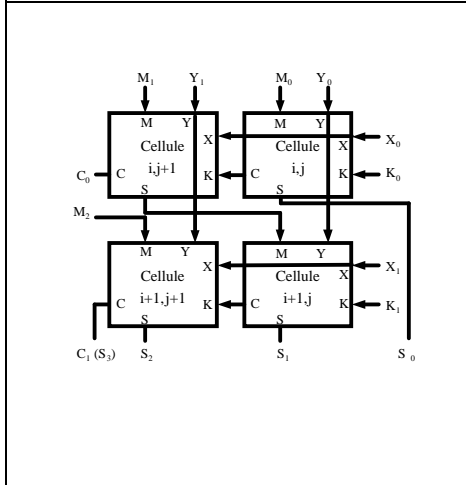 M₁ Y₁ M₀ Y₀
M Y M Y
X X X₀
Cellule Cellule
i,j+1 i,j
C₀ C K C K K₀
S S
M₂
M Y M Y
X X X₁
Cellule Cellule
i+1,j+1 i+1,j
C K C K K₁
S S
C₁ (S₃) S₂ S₁ S ₀